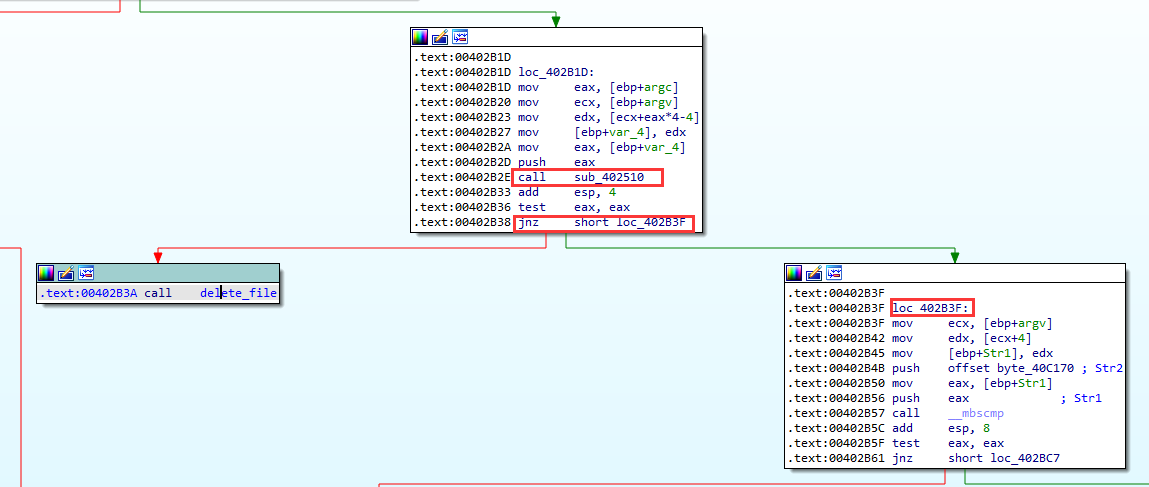 .text:00402B1D
.text:00402B1D loc_402B1D:
.text:00402B1D mov     eax, [ebp+argc]
.text:00402B20 mov     ecx, [ebp+argv]
.text:00402B23 mov     edx, [ecx+eax*4-4]
.text:00402B27 mov     [ebp+var_4], edx
.text:00402B2A mov     eax, [ebp+var_4]
.text:00402B2D push    eax
.text:00402B2E call    sub_402510
.text:00402B33 add     esp, 4
.text:00402B36 test    eax, eax
.text:00402B38 jnz     short loc_402B3F
.text:00402B3A call    delete_file
.text:00402B3F
.text:00402B3F loc_402B3F:
.text:00402B3F mov     ecx, [ebp+argv]
.text:00402B42 mov     edx, [ecx+4]
.text:00402B45 mov     [ebp+Str1], edx
.text:00402B4B push    offset byte_40C170 ; Str2
.text:00402B50 mov     eax, [ebp+Str1]
.text:00402B56 push    eax             ; Str1
.text:00402B57 call    __mbscmp
.text:00402B5C add     esp, 8
.text:00402B5F test    eax, eax
.text:00402B61 jnz     short loc_402BC7